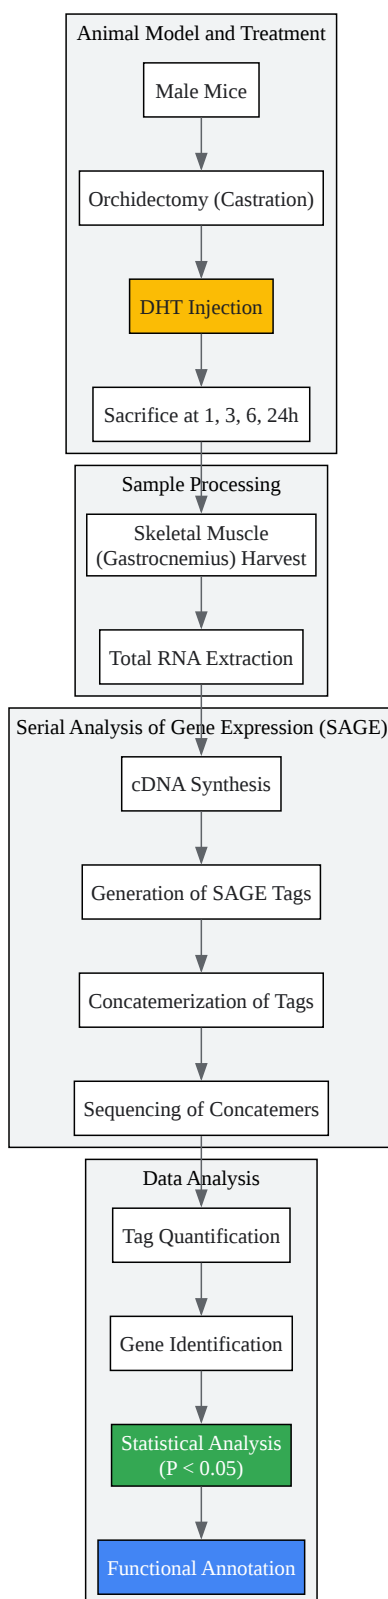 Animal Model and Treatment
Male Mice
Orchidectomy (Castration)
DHT Injection
Sacrifice at 1, 3, 6, 24h
Sample Processing
Skeletal Muscle
(Gastrocnemius) Harvest
Total RNA Extraction
Serial Analysis of Gene Expression (SAGE)
cDNA Synthesis
Generation of SAGE Tags
Concatemerization of Tags
Sequencing of Concatemers
Data Analysis
Tag Quantification
Gene Identification
Statistical Analysis
(P < 0.05)
Functional Annotation